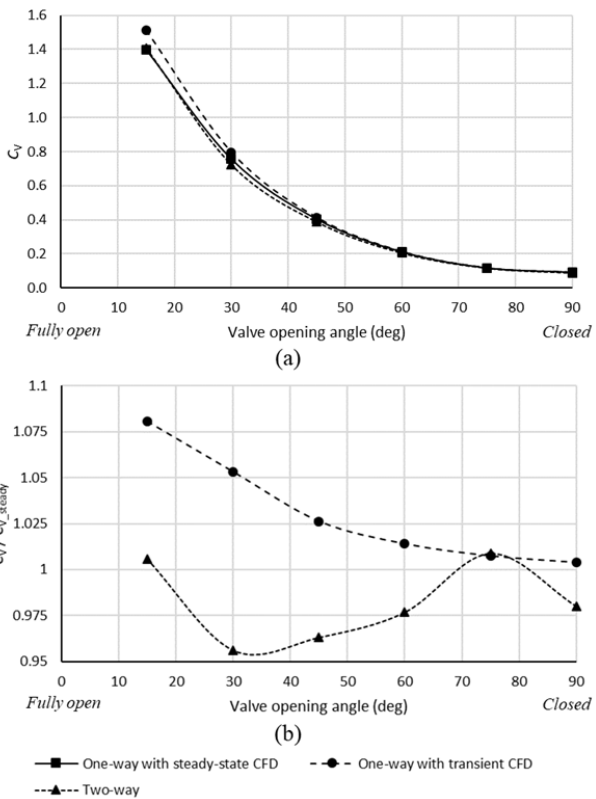 1.6
1.4
1.2
1.0
0.8
0.6
0.4
0.2
0.0
CV
0 10 20 30 40 50 60 70 80 90
Fully open Valve opening angle (deg) Closed
(a)
1.1
1.075
1.05
1.025
1
0.975
0.95
CV / CV_steady
0 10 20 30 40 50 60 70 80 90
Fully open Valve opening angle (deg) Closed
(b)
One-way with steady-state CFD One-way with transient CFD
Two-way